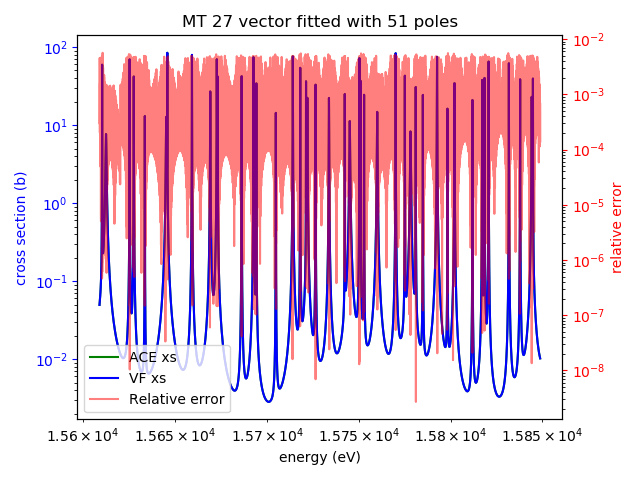 MT 27 vector fitted with 51 poles
cross section (b)
10²
10¹
10⁰
10⁻¹
10⁻²
ACE xs
VF xs
Relative error
10⁻²
10⁻³
10⁻⁴
10⁻⁵
10⁻⁶
10⁻⁷
10⁻⁸
relative error
1.56×10⁴ 1.565×10⁴ 1.57×10⁴ 1.575×10⁴ 1.58×10⁴ 1.585×10⁴
energy (eV)